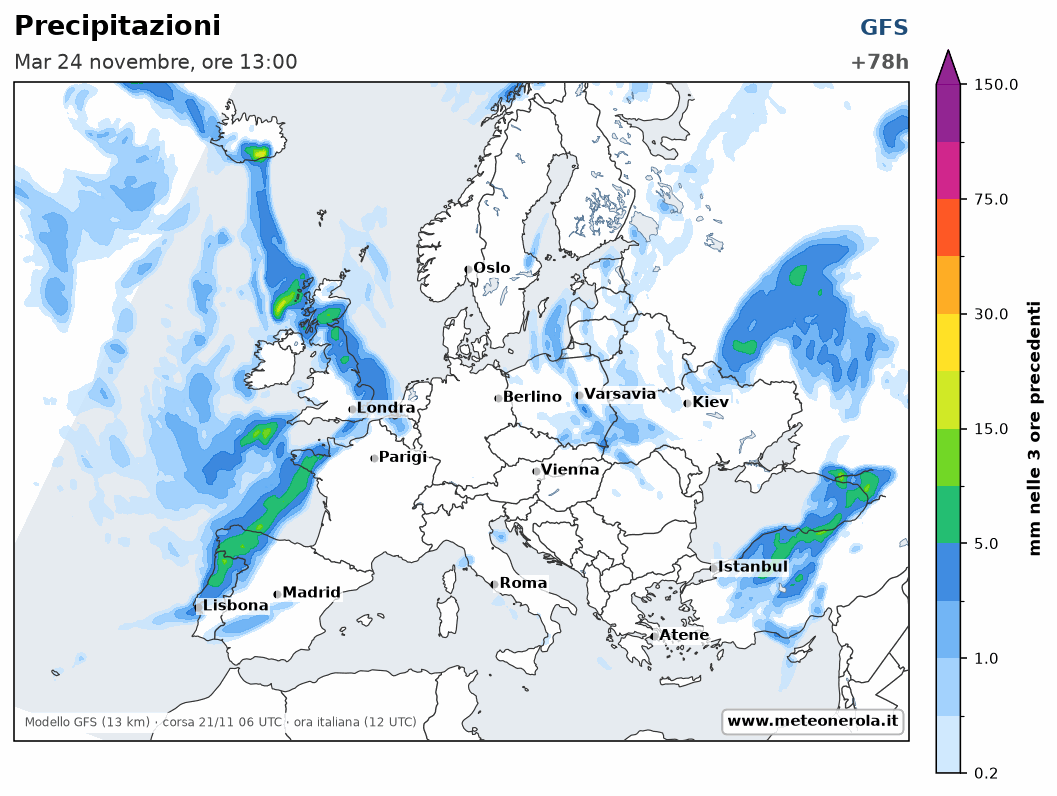 Precipitazioni
GFS
Mar 24 novembre, ore 13:00
+78h
150.0
75.0
30.0
15.0
5.0
1.0
0.2
mm nelle 3 ore precedenti
Oslo
Berlino
Varsavia
Kiev
Londra
Parigi
Vienna
Istanbul
Roma
Madrid
Lisbona
Atene
Modello GFS (13 km) · corsa 21/11 06 UTC · ora italiana (12 UTC)
www.meteonerola.it